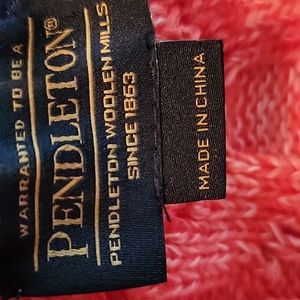 WARRANTED TO BE A
PENDLETON®
PENDLETON WOOLEN MILLS
SINCE 1863
MADE IN CHINA